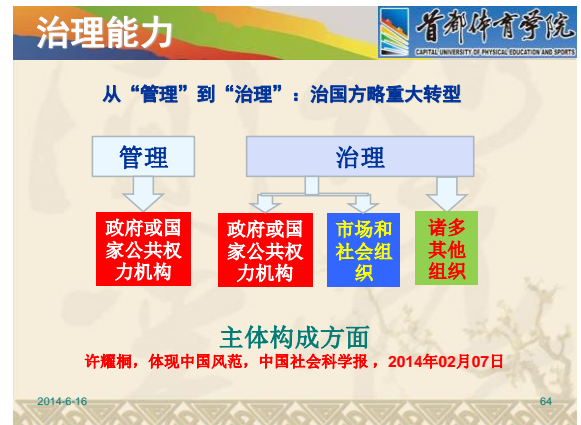 治理能力
首都体育学院
CAPITAL UNIVERSITY OF PHYSICAL EDUCATION AND SPORTS
从“管理”到“治理”：治国方略重大转型
管理
治理
政府或国
家公共权
力机构
政府或国
家公共权
力机构
市场和
社会组
织
诸多
其他
组织
主体构成方面
许耀桐，体现中国风范，中国社会科学报，2014年02月07日
2014-6-16
64